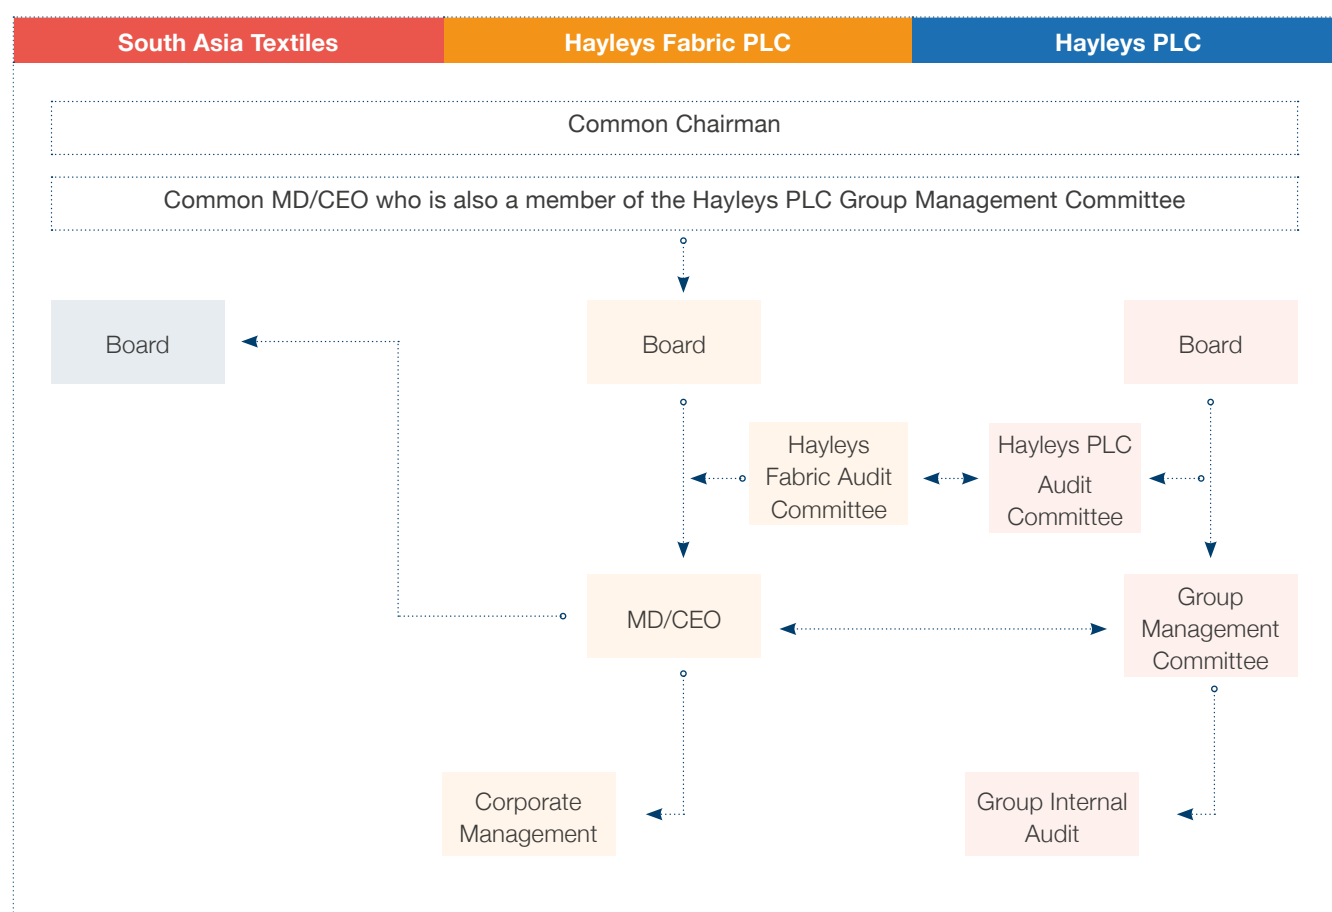 South Asia Textiles
Hayleys Fabric PLC
Hayleys PLC
Common Chairman
Common MD/CEO who is also a member of the Hayleys PLC Group Management Committee
Board
Board
Board
Hayleys
Fabric Audit
Committee
Hayleys PLC
Audit
Committee
MD/CEO
Group
Management
Committee
Corporate
Management
Group Internal
Audit